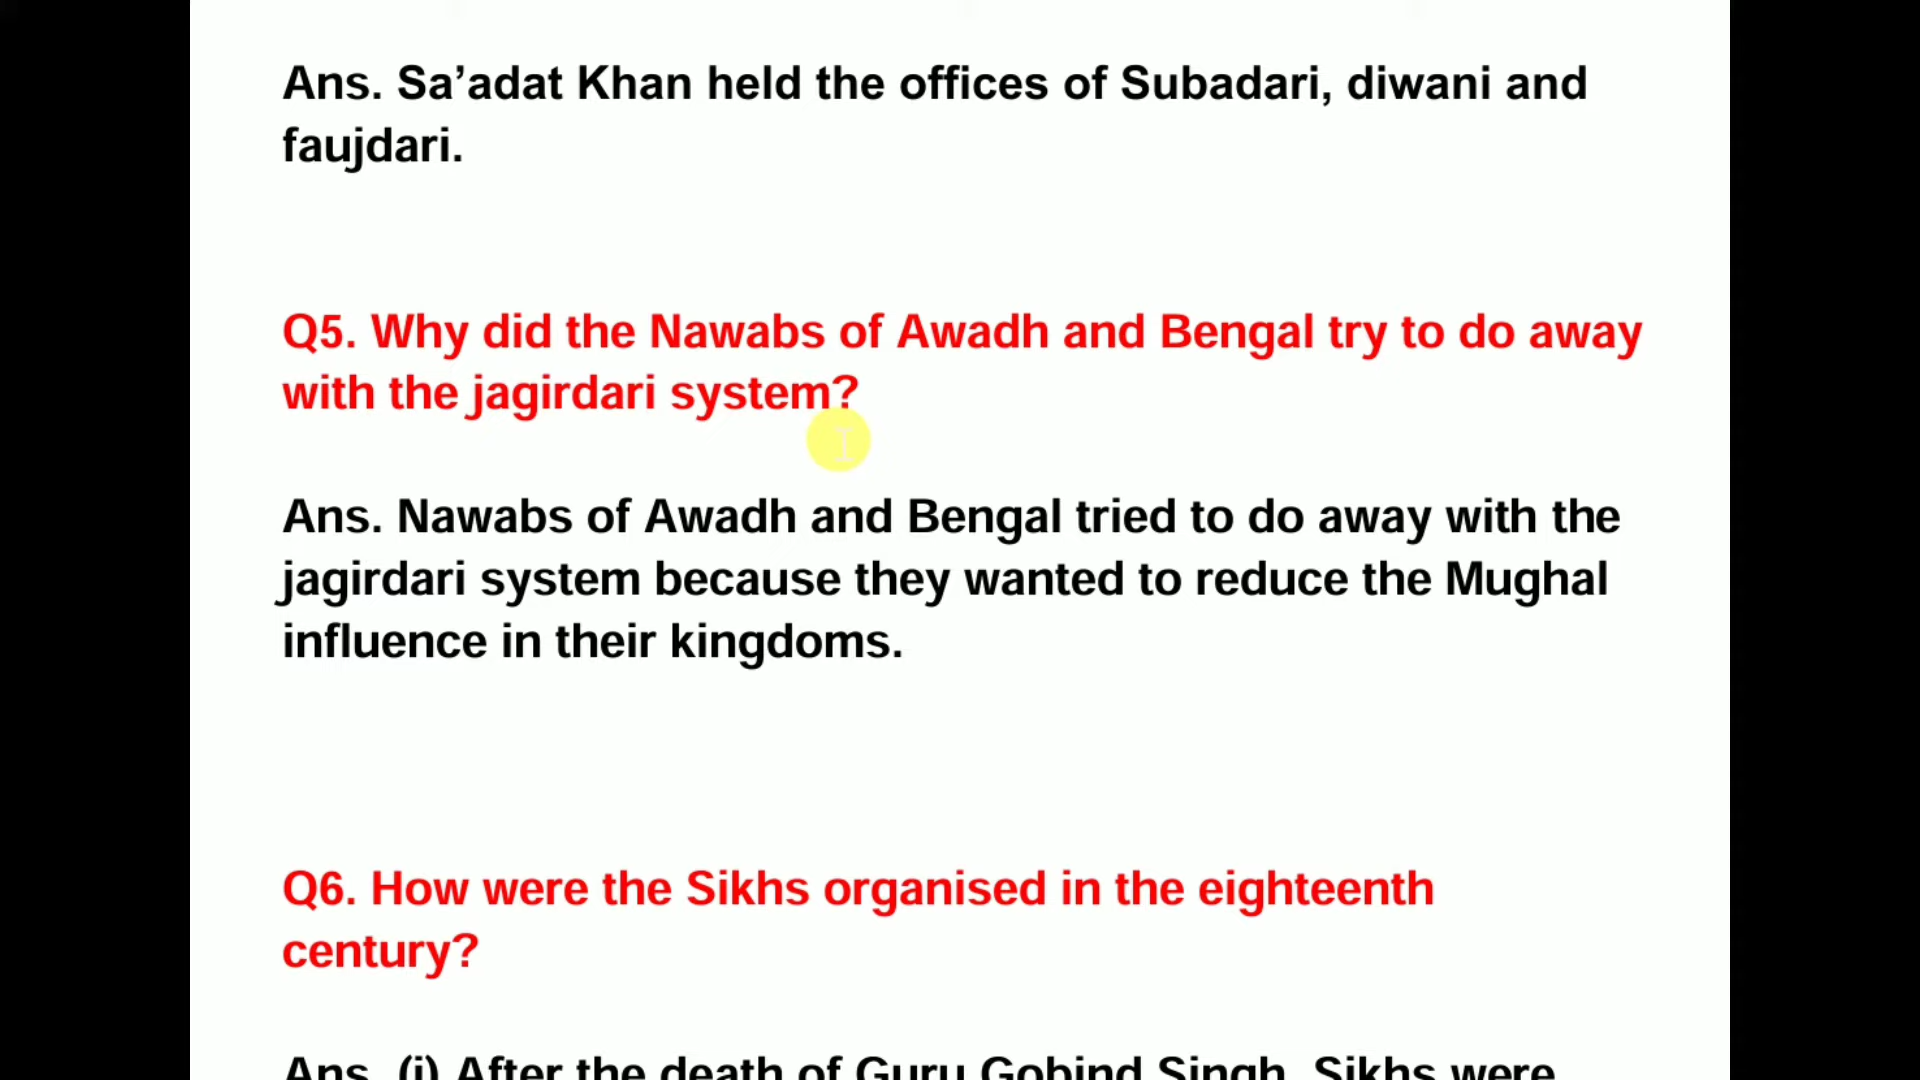 Ans. Sa’adat Khan held the offices of Subadari, diwani and
faujdari.
Q5. Why did the Nawabs of Awadh and Bengal try to do away
with the jagirdari system?
Ans. Nawabs of Awadh and Bengal tried to do away with the
jagirdari system because they wanted to reduce the Mughal
influence in their kingdoms.
Q6. How were the Sikhs organised in the eighteenth
century?
Ans. (i) After the death of Guru Gobind Singh, Sikhs were